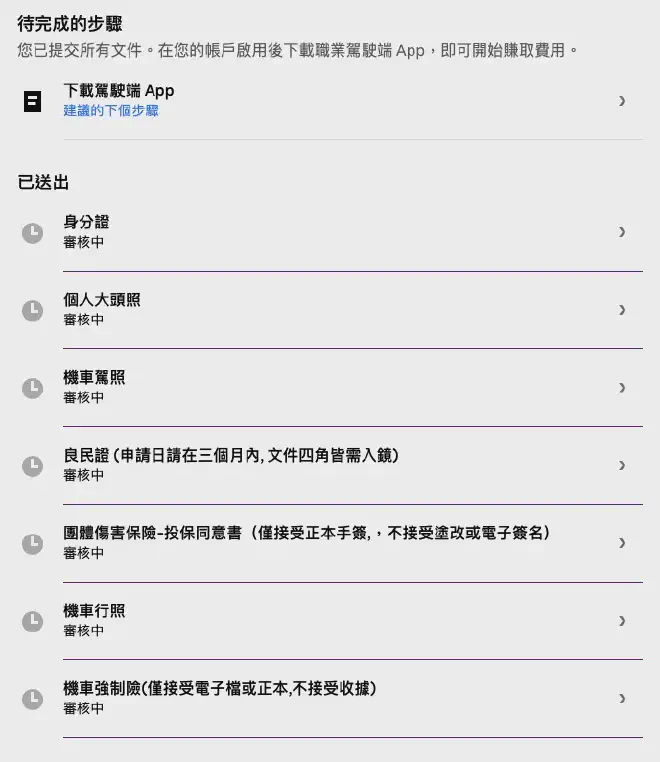 待完成的步驟
您已提交所有文件。在您的帳戶啟用後下載職業駕駛端 App，即可開始賺取費用。
下載駕駛端 App
建議的下個步驟
已送出
身分證
審核中
個人大頭照
審核中
機車駕照
審核中
良民證 (申請日請在三個月內, 文件四角皆需入鏡)
審核中
團體傷害保險-投保同意書（僅接受正本手簽,，不接受塗改或電子簽名）
審核中
機車行照
審核中
機車強制險(僅接受電子檔或正本,不接受收據)
審核中